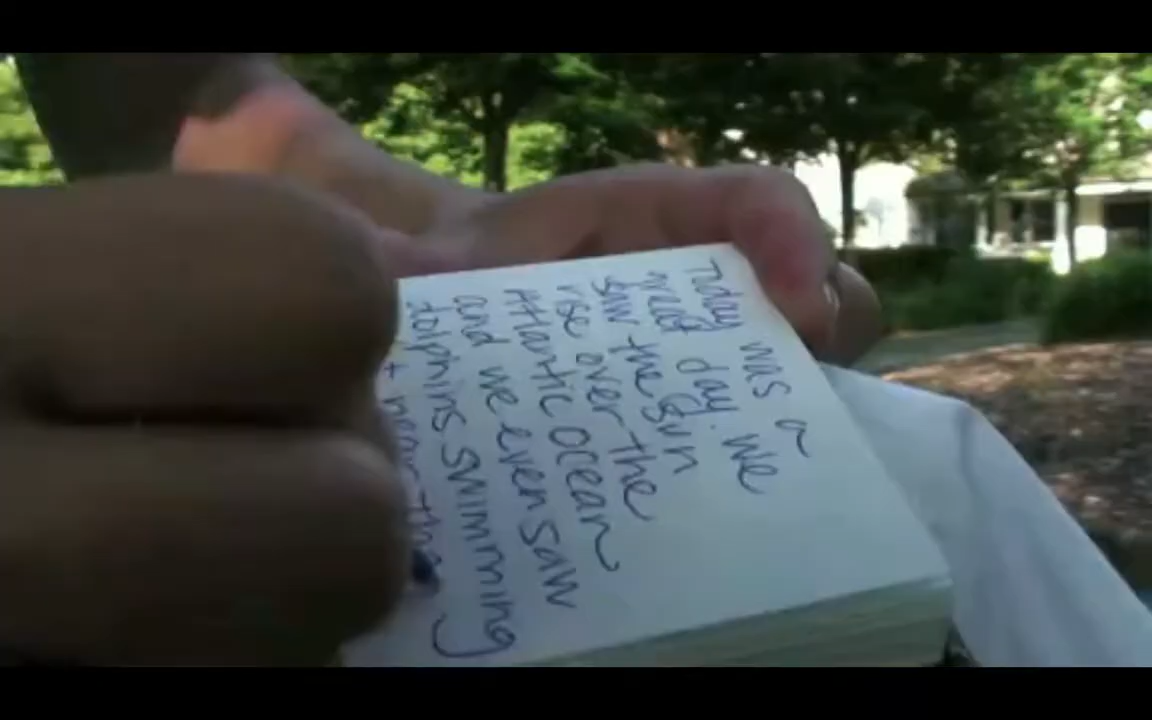 Today was a
great day. We
saw the sun
rise over the
Atlantic ocean
and we even saw
dolphins swimming